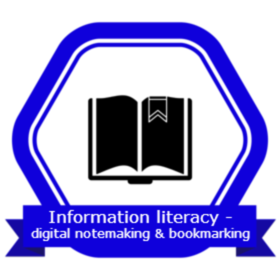 Information literacy -
digital notemaking & bookmarking